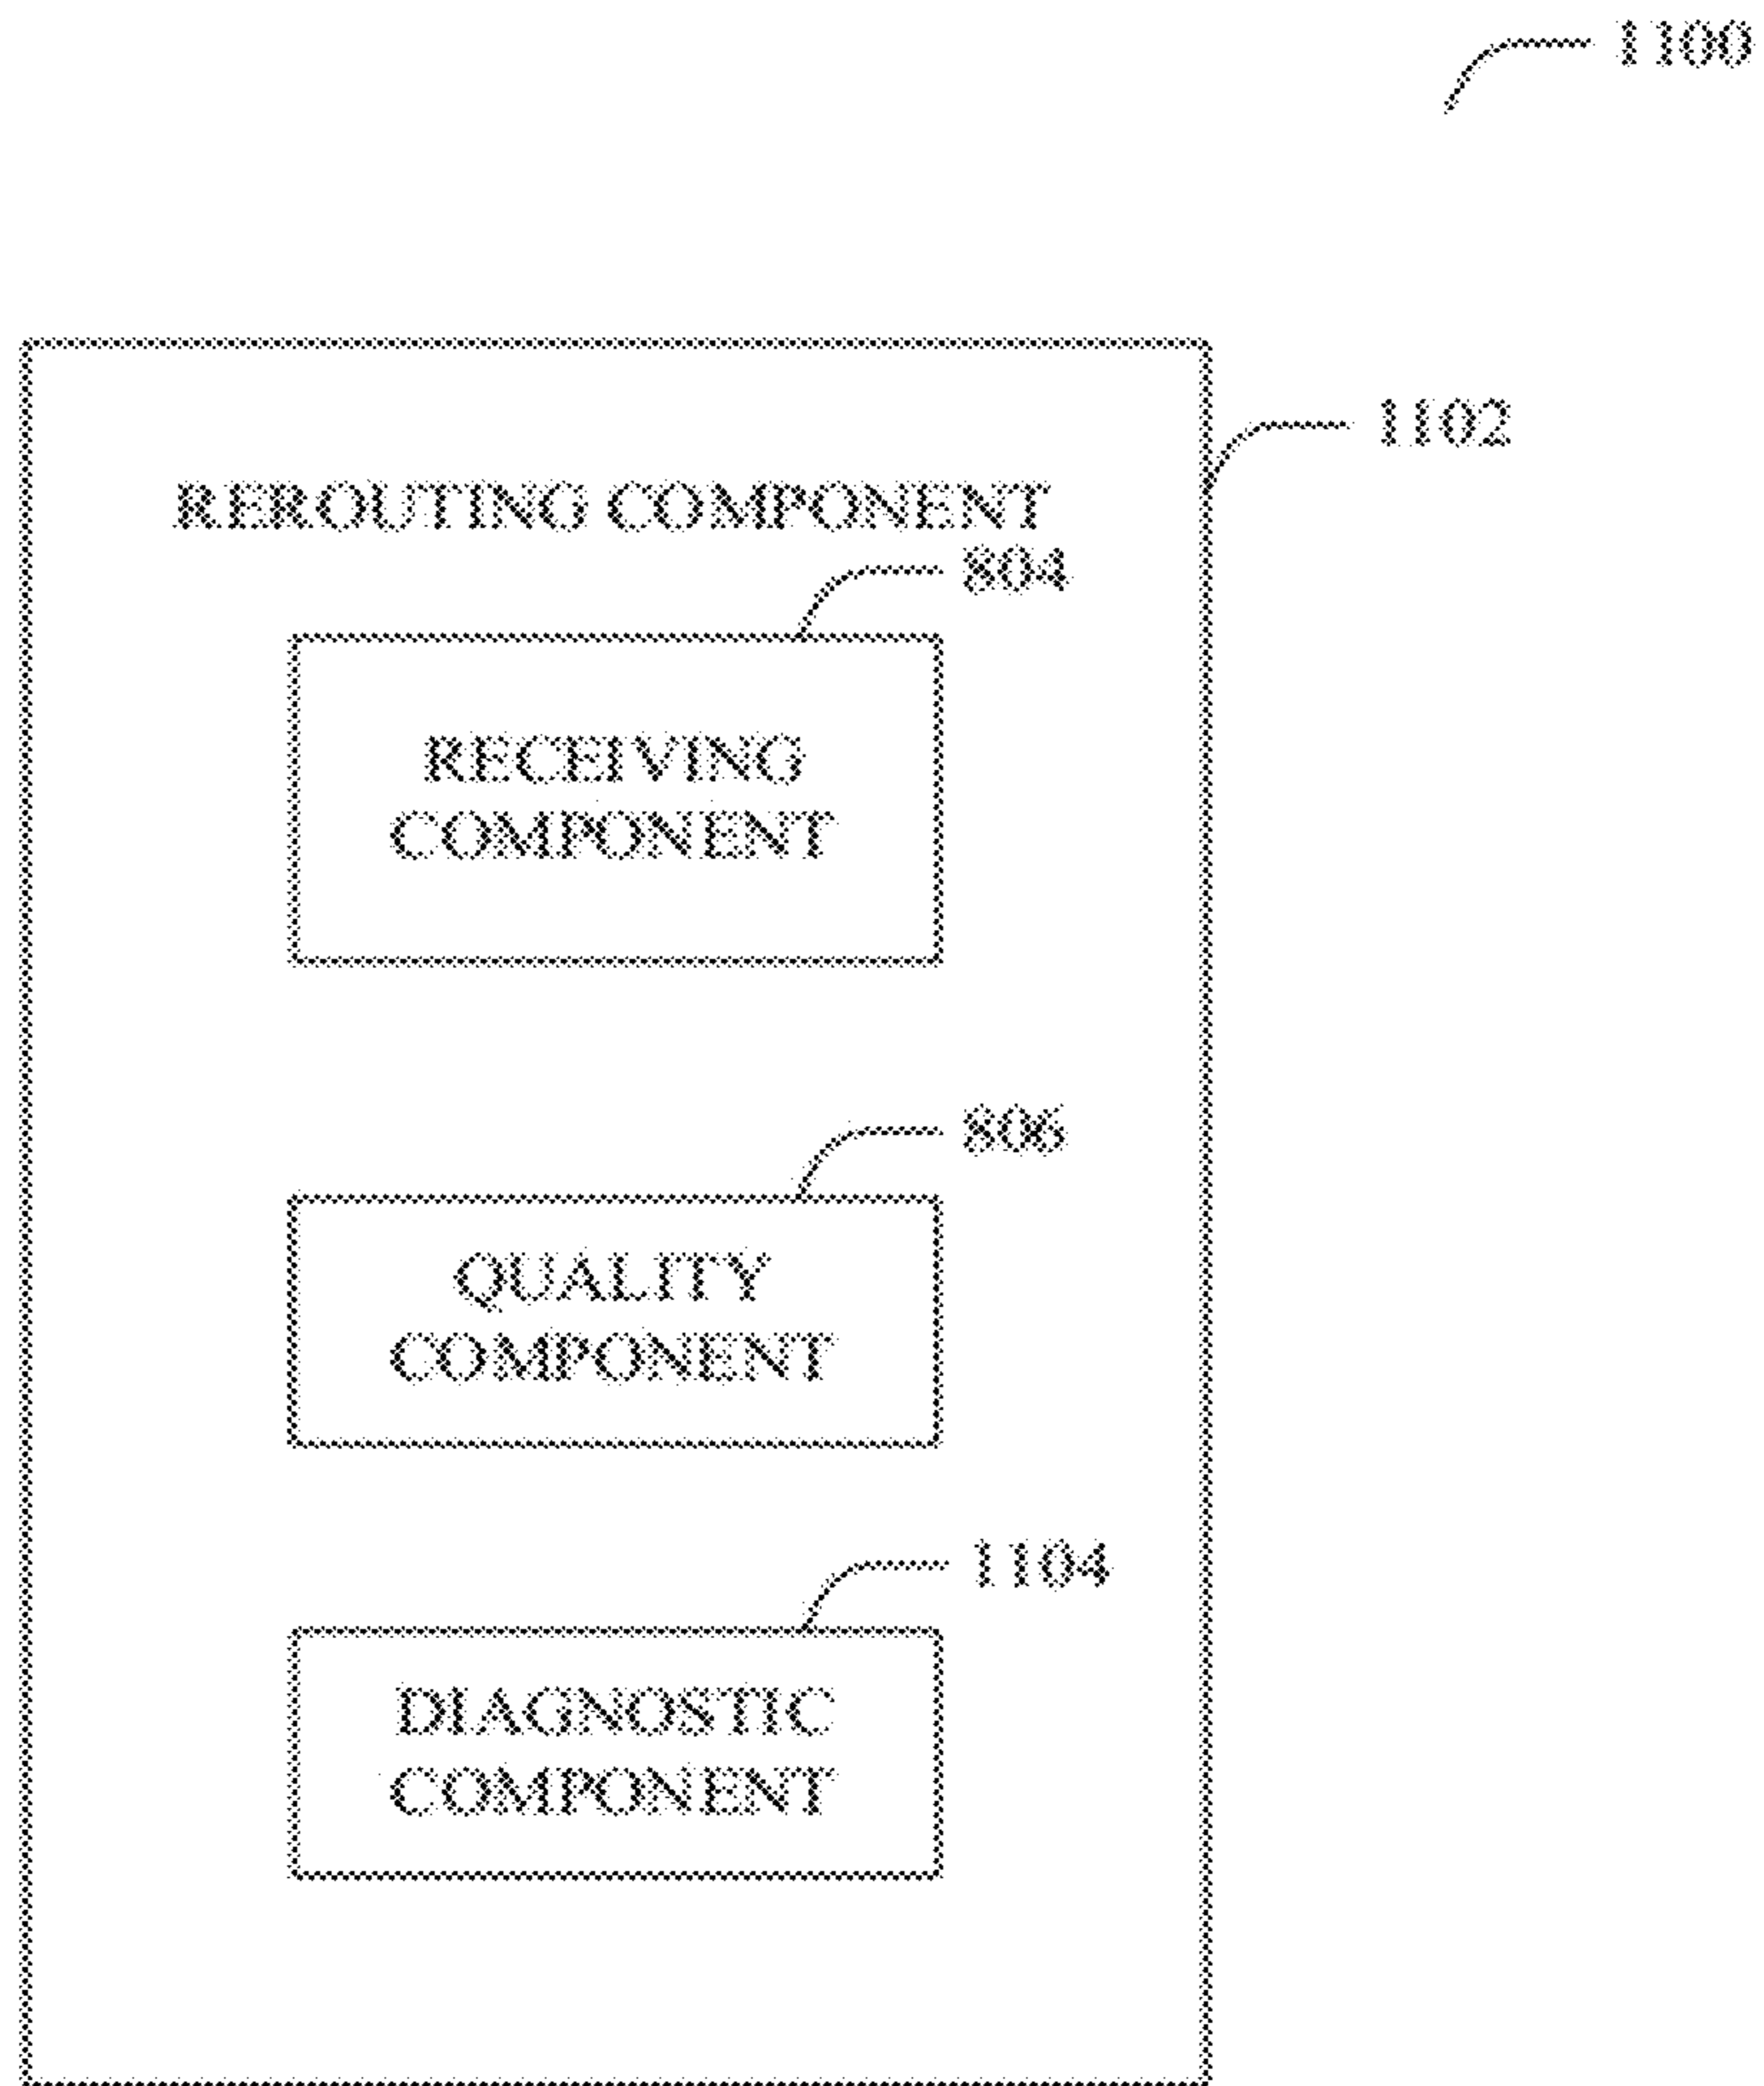 1100
1102
REROUTING COMPONENT
804
RECEIVING
COMPONENT
806
QUALITY
COMPONENT
1104
DIAGNOSTIC
COMPONENT